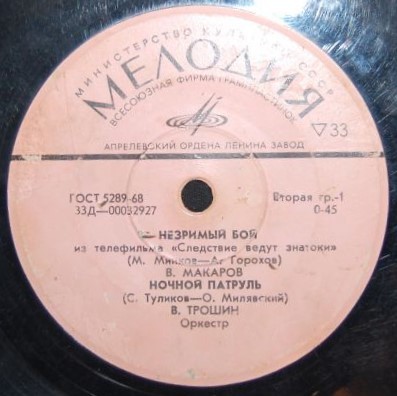 МИНИСТЕРСТВО КУЛЬТУРЫ СССР
МЕЛОДИЯ
ВСЕСОЮЗНАЯ ФИРМА ГРАМПЛАСТИНОК
▽33
АПРЕЛЕВСКИЙ ОРДЕНА ЛЕНИНА ЗАВОД
ГОСТ 5289-68 Вторая гр.-1
33Д—00032927 0-45
НЕЗРИМЫЙ БОЙ
из телефильма «Следствие ведут знатоки»
(М. Минков—А. Горохов)
В. МАКАРОВ
НОЧНОЙ ПАТРУЛЬ
(С. Туликов—О. Милявский)
В. ТРОШИН
Оркестр